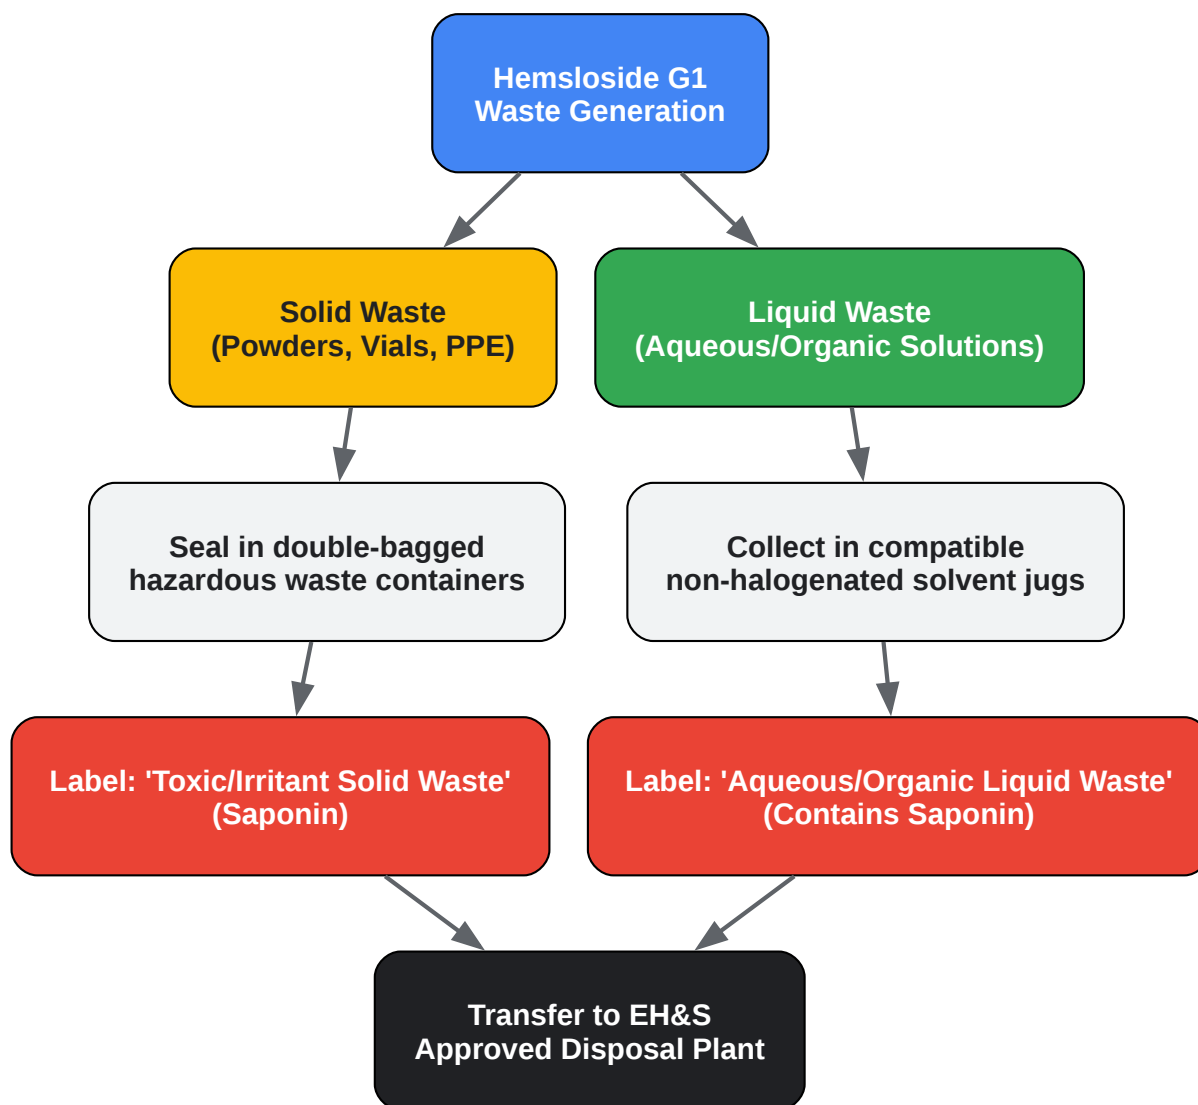 Hemsloside G1
Waste Generation
Solid Waste
(Powders, Vials, PPE)
Liquid Waste
(Aqueous/Organic Solutions)
Seal in double-bagged
hazardous waste containers
Collect in compatible
non-halogenated solvent jugs
Label: 'Toxic/Irritant Solid Waste'
(Saponin)
Label: 'Aqueous/Organic Liquid Waste'
(Contains Saponin)
Transfer to EH&S
Approved Disposal Plant